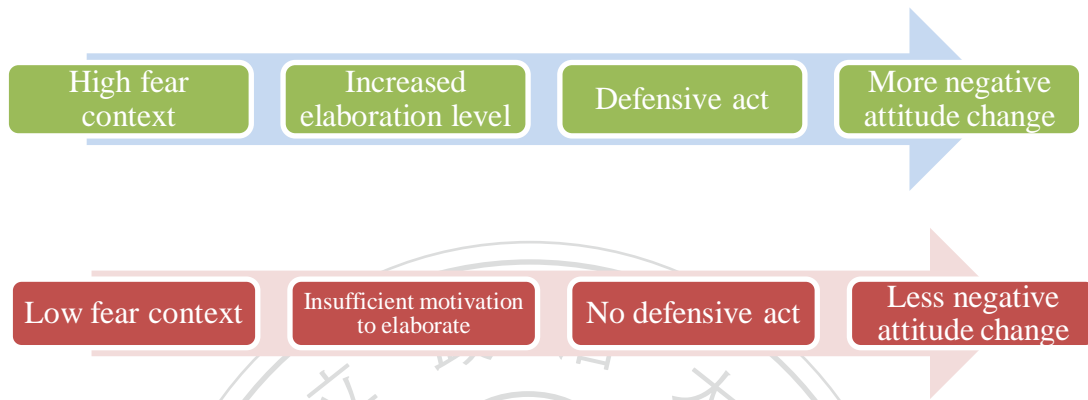 High fear
context
Increased
elaboration level
Defensive act
More negative
attitude change
Low fear context
Insufficient motivation
to elaborate
No defensive act
Less negative
attitude change
立